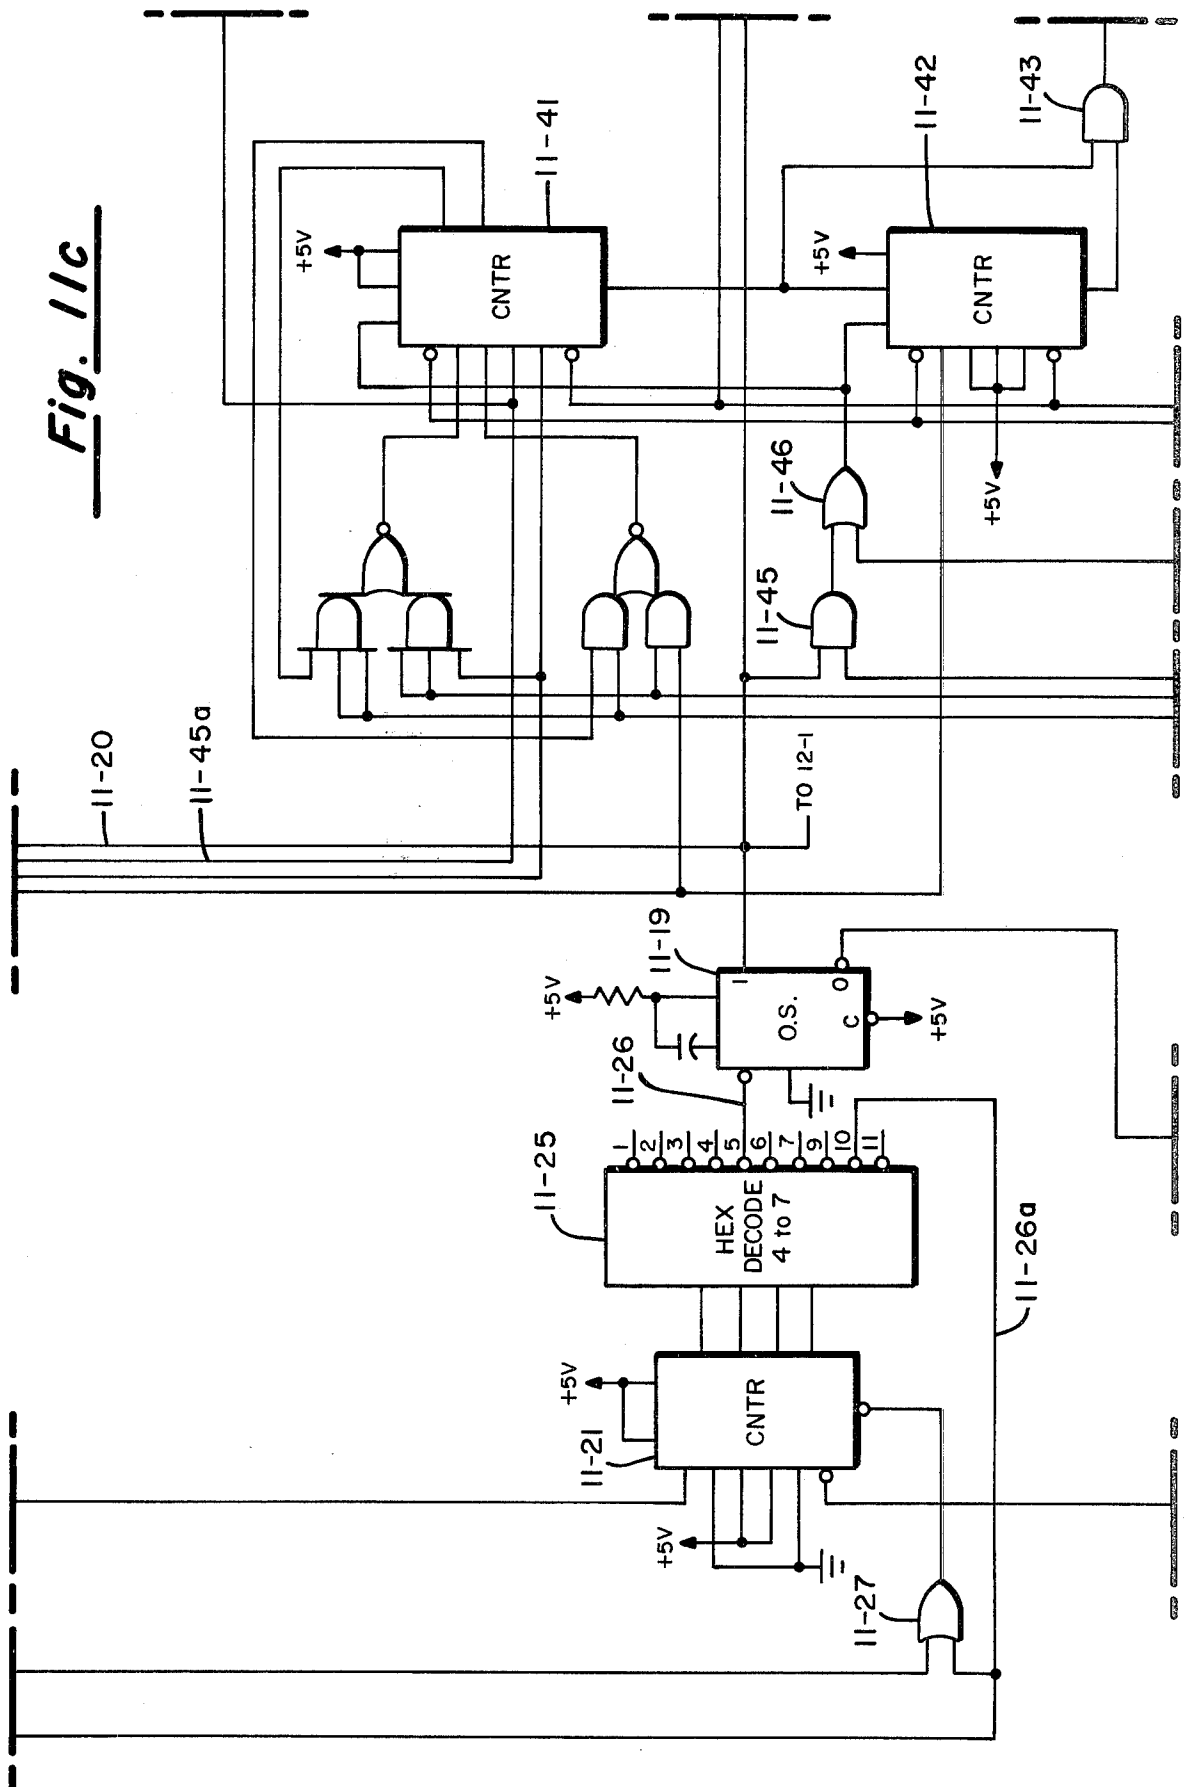 Fig. 11c
11-20
11-45a
+5V
CNTR
11-41
+5V
CNTR
11-42
11-43
+5V
11-46
11-45
TO 12-1
+5V
11-19
1
O.S.
0
C
+5V
11-26
11-25
HEX
DECODE
4 to 7
1
2
3
4
5
6
7
9
10
11
11-26a
+5V
CNTR
11-21
+5V
11-27